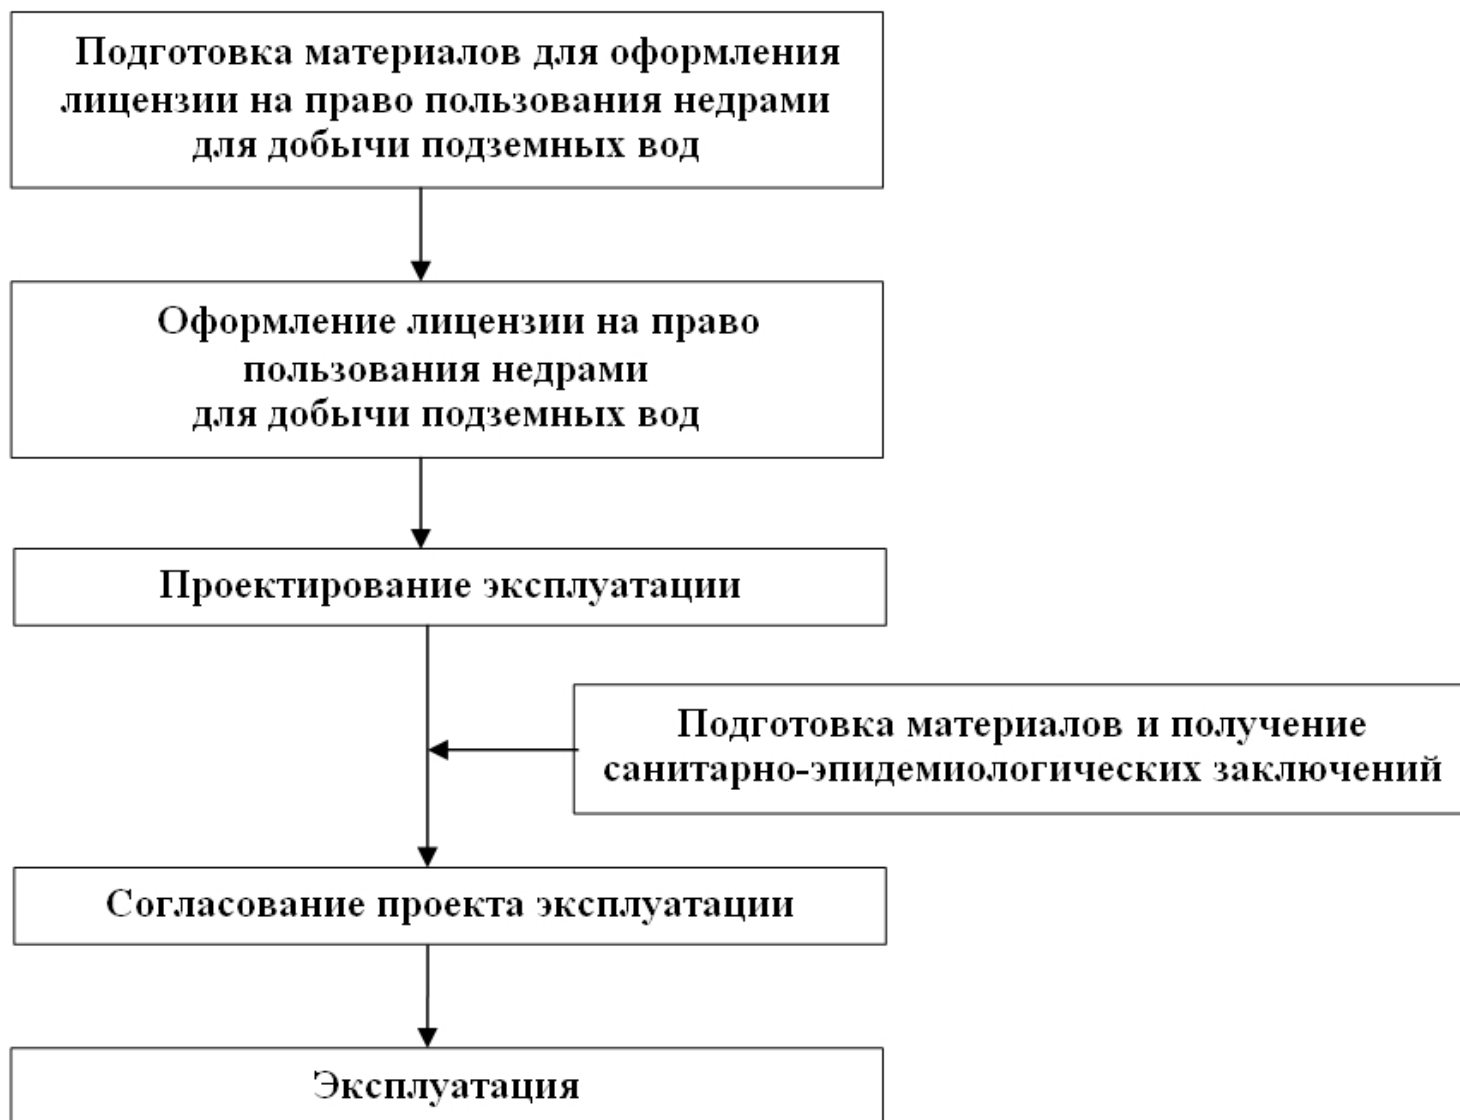 Подготовка материалов для оформления
лицензии на право пользования недрами
для добычи подземных вод
Оформление лицензии на право
пользования недрами
для добычи подземных вод
Проектирование эксплуатации
Подготовка материалов и получение
санитарно-эпидемиологических заключений
Согласование проекта эксплуатации
Эксплуатация